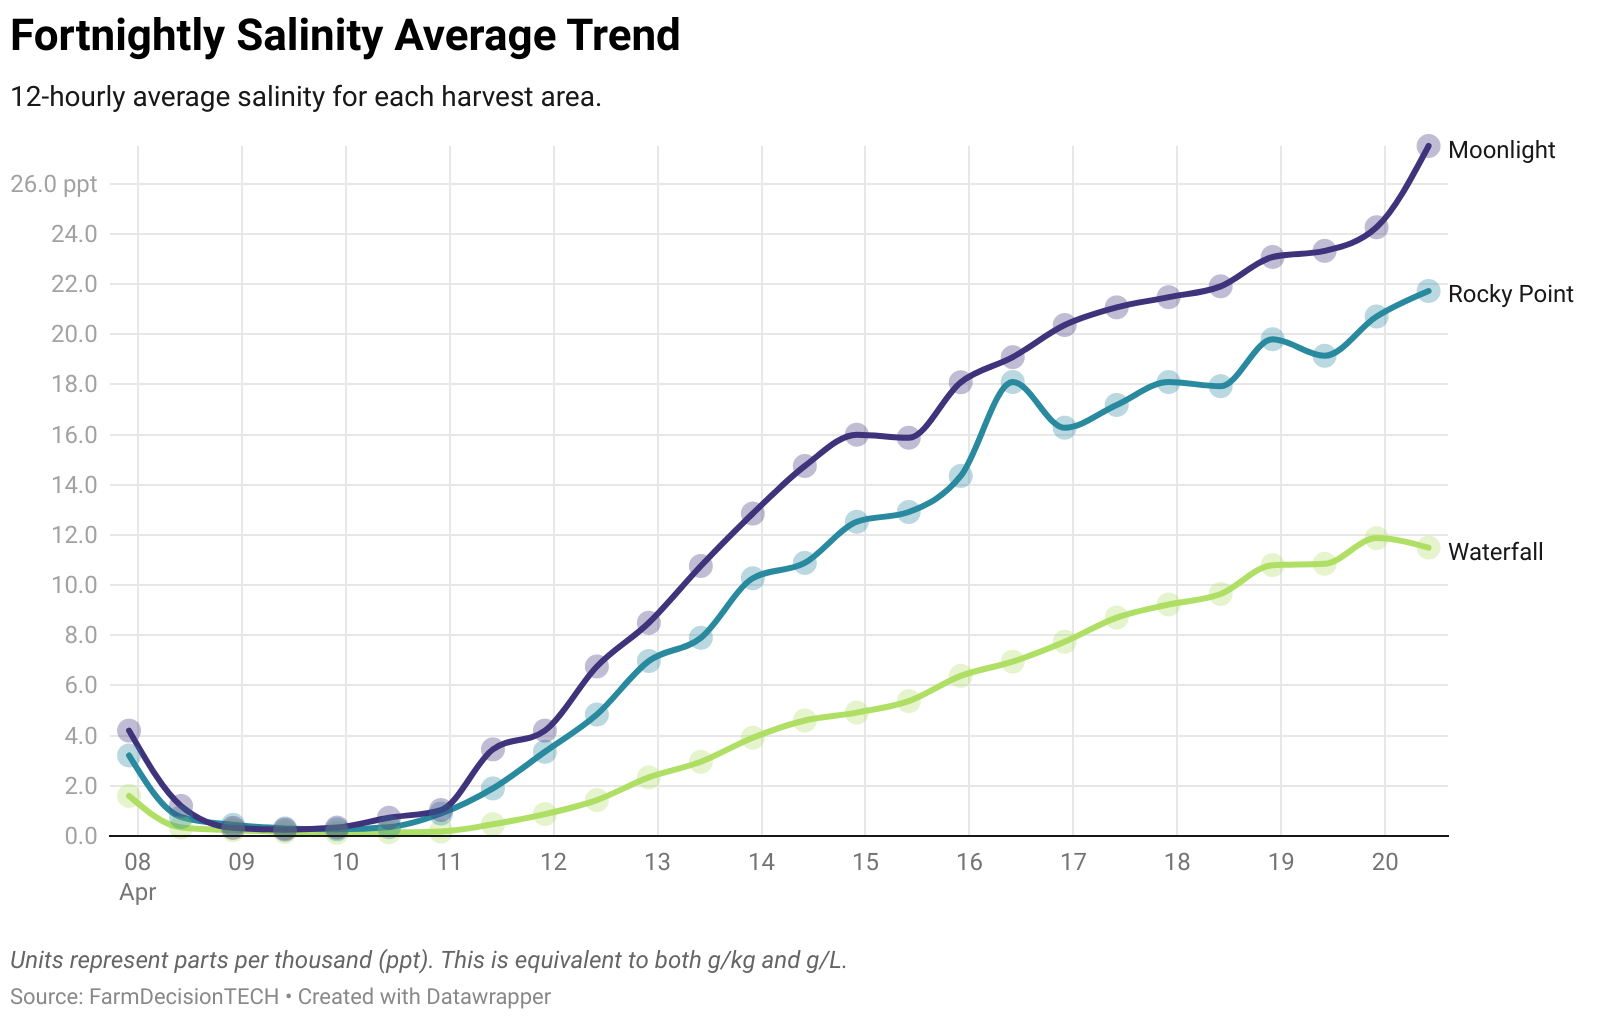 Fortnightly Salinity Average Trend
12-hourly average salinity for each harvest area.
Moonlight
26.0 ppt
24.0
22.0
Rocky Point
20.0
18.0
16.0
14.0
12.0
Waterfall
10.0
8.0
6.0
4.0
2.0
0.0
08 09 10 11 12 13 14 15 16 17 18 19 20
Apr
Units represent parts per thousand (ppt). This is equivalent to both g/kg and g/L.
Source: FarmDecisionTECH • Created with Datawrapper